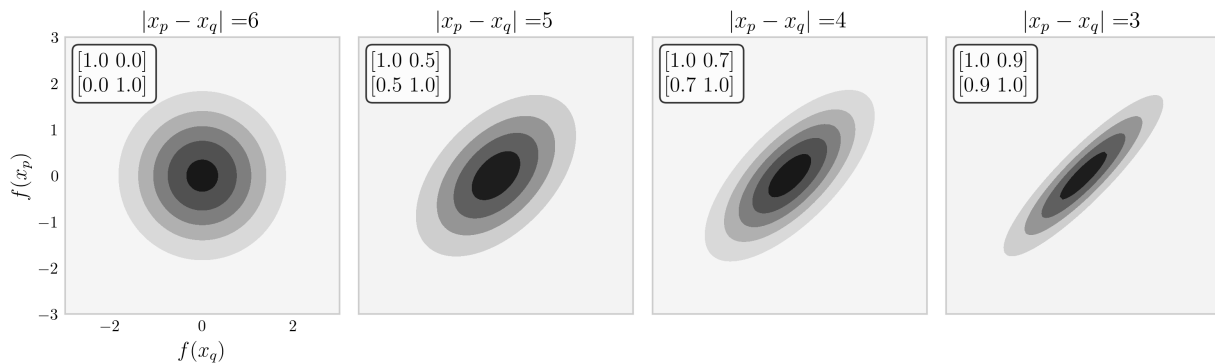 |x_p − x_q| =6
|x_p − x_q| =5
|x_p − x_q| =4
|x_p − x_q| =3
[1.0 0.0]
[0.0 1.0]
[1.0 0.5]
[0.5 1.0]
[1.0 0.7]
[0.7 1.0]
[1.0 0.9]
[0.9 1.0]
3
2
1
0
−1
−2
−3
f(x_p)
−2 0 2
f(x_q)